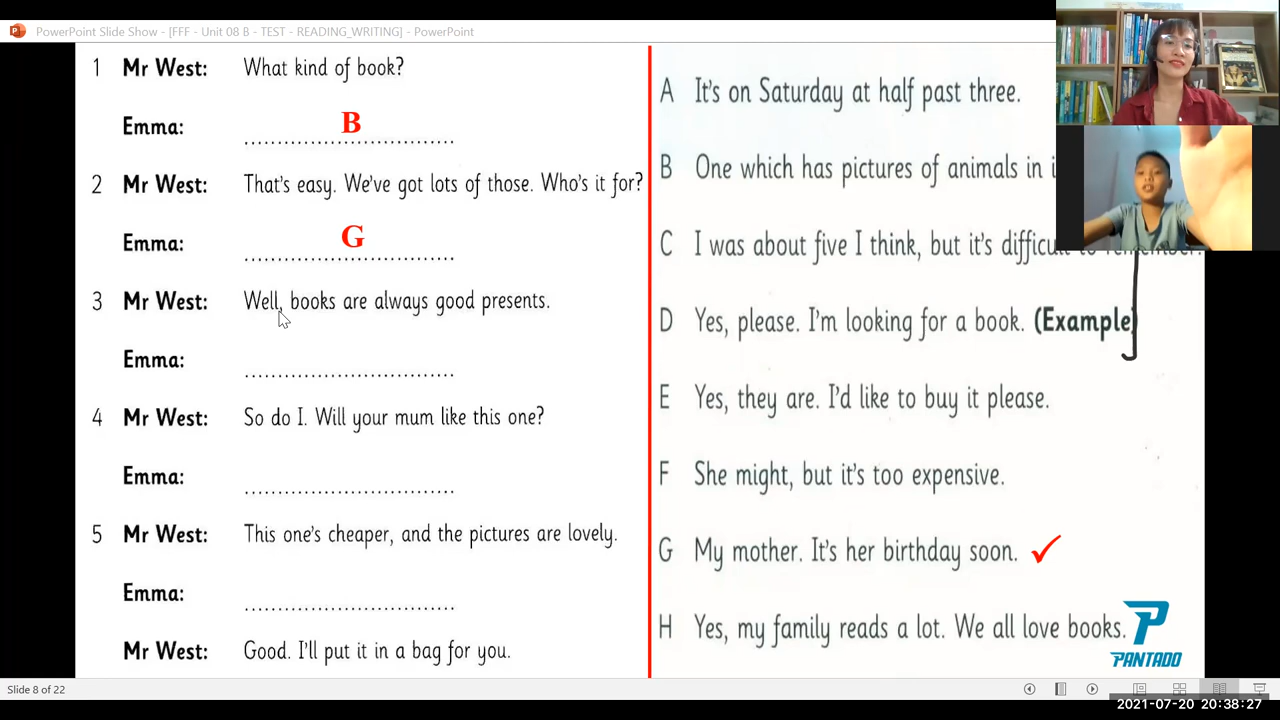 PowerPoint Slide Show - [FFF - Unit 08 B - TEST - READING_WRITING] - PowerPoint
1 Mr West: What kind of book?
Emma: B
2 Mr West: That's easy. We've got lots of those. Who's it for?
Emma: G
3 Mr West: Well, books are always good presents.
Emma:
4 Mr West: So do I. Will your mum like this one?
Emma:
5 Mr West: This one's cheaper, and the pictures are lovely.
Emma:
Mr West: Good. I'll put it in a bag for you.
A It's on Saturday at half past three.
B One which has pictures of animals in
C I was about five I think, but it's difficult to remember.
D Yes, please. I'm looking for a book. (Example)
E Yes, they are. I'd like to buy it please.
F She might, but it's too expensive.
G My mother. It's her birthday soon.
H Yes, my family reads a lot. We all love books.
PANTADO
Slide 8 of 22
2021-07-20 20:38:27